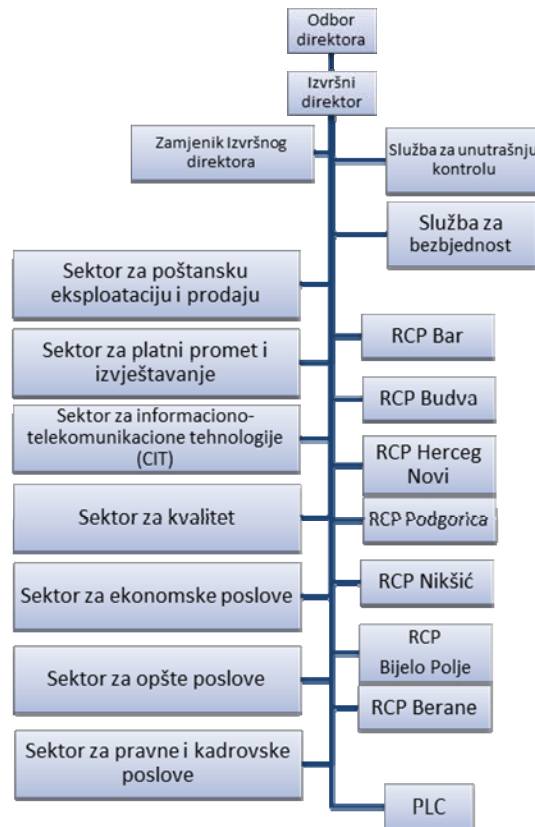 Odbor
direktora
Izvršni
direktor
Zamjenik Izvršnog
direktora
Služba za unutrašnju
kontrolu
Služba za
bezbjednost
Sektor za poštansku
eksploataciju i prodaju
RCP Bar
Sektor za platni promet i
izvještavanje
RCP Budva
Sektor za informaciono-
telekomunikacione tehnologije
(CIT)
RCP Herceg
Novi
Sektor za kvalitet
RCP Podgorica
RCP Nikšić
Sektor za ekonomske poslove
RCP
Bijelo Polje
Sektor za opšte poslove
RCP Berane
Sektor za pravne i kadrovske
poslove
PLC